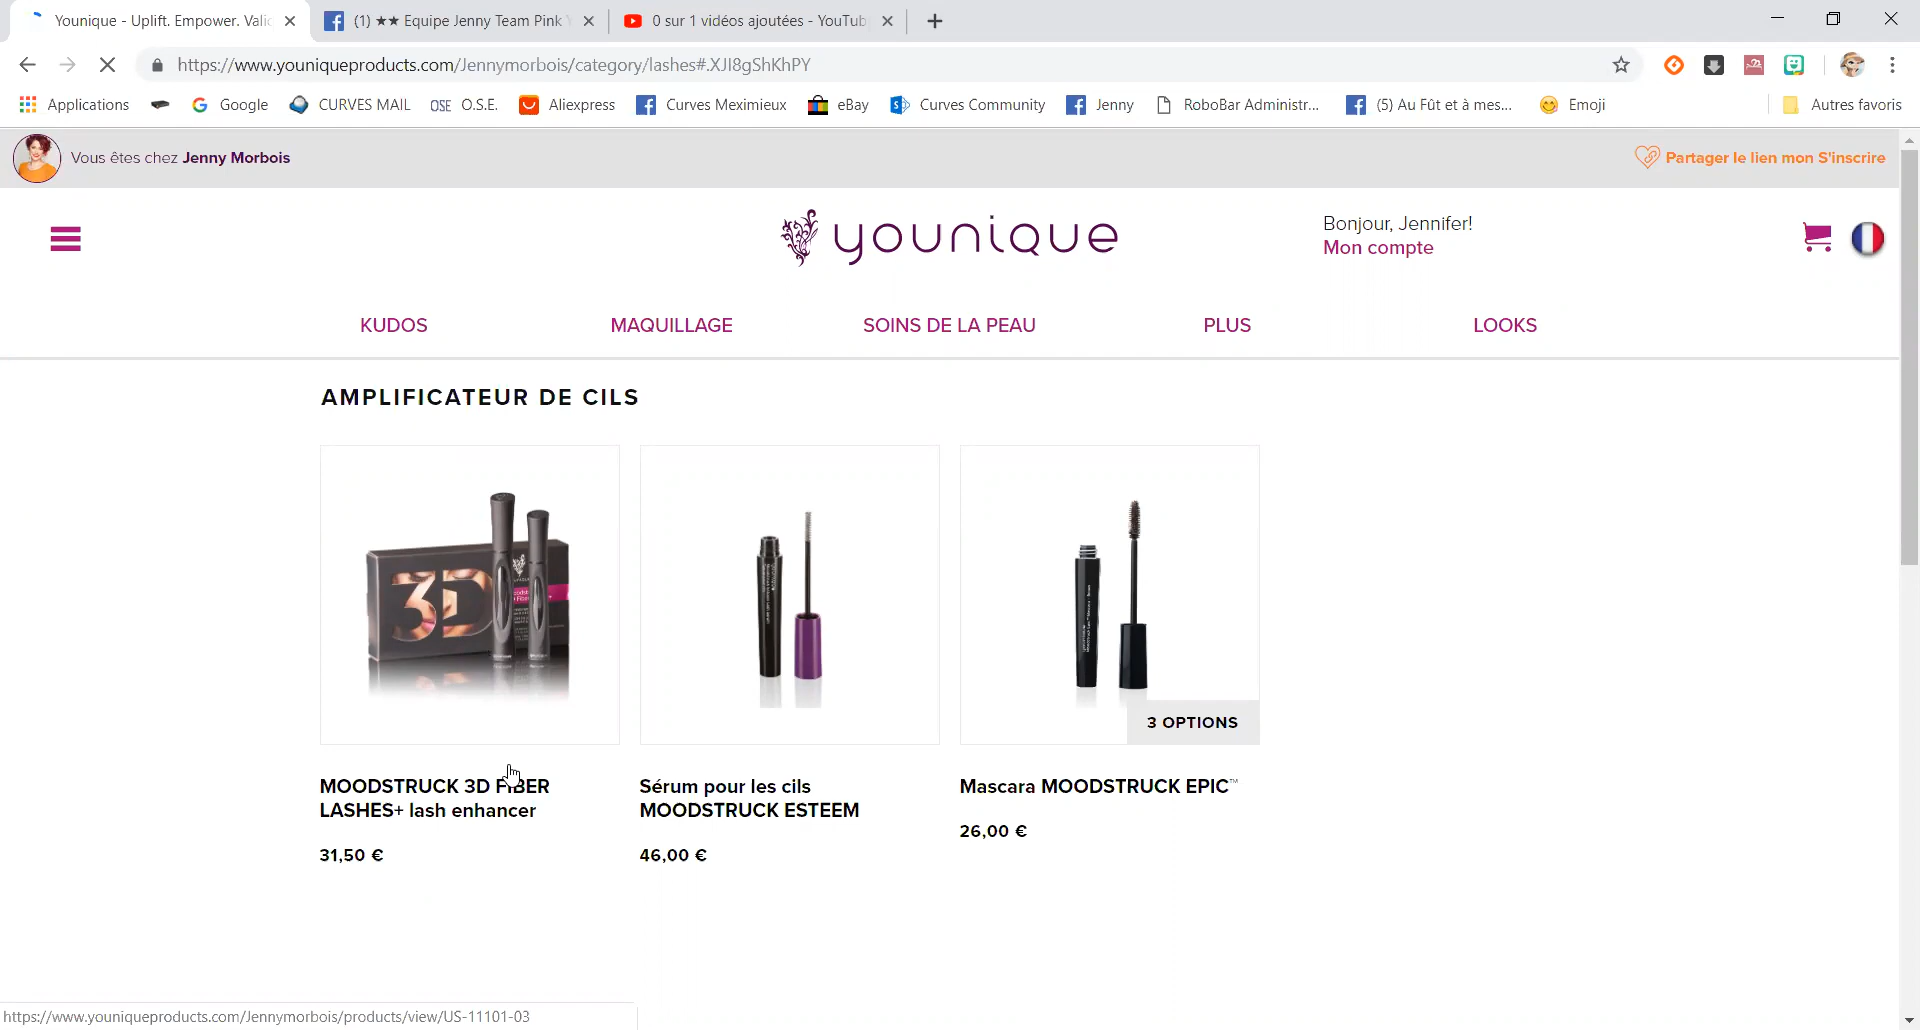 Younique - Uplift. Empower. Valid
(1) ★★ Equipe Jenny Team Pink
0 sur 1 vidéos ajoutées - YouTub
https://www.youniqueproducts.com/Jennymorbois/category/lashes#.XJI8gShKhPY
Applications
Google
CURVES MAIL
OSE O.S.E.
Aliexpress
Curves Meximieux
eBay
Curves Community
Jenny
RoboBar Administr...
(5) Au Fût et à mes...
Emoji
Autres favoris
Vous êtes chez Jenny Morbois
Partager le lien mon S'inscrire
younique
Bonjour, Jennifer!
Mon compte
KUDOS
MAQUILLAGE
SOINS DE LA PEAU
PLUS
LOOKS
AMPLIFICATEUR DE CILS
3D
3 OPTIONS
MOODSTRUCK 3D FIBER
LASHES+ lash enhancer
31,50 €
Sérum pour les cils
MOODSTRUCK ESTEEM
46,00 €
Mascara MOODSTRUCK EPIC™
26,00 €
https://www.youniqueproducts.com/Jennymorbois/products/view/US-11101-03